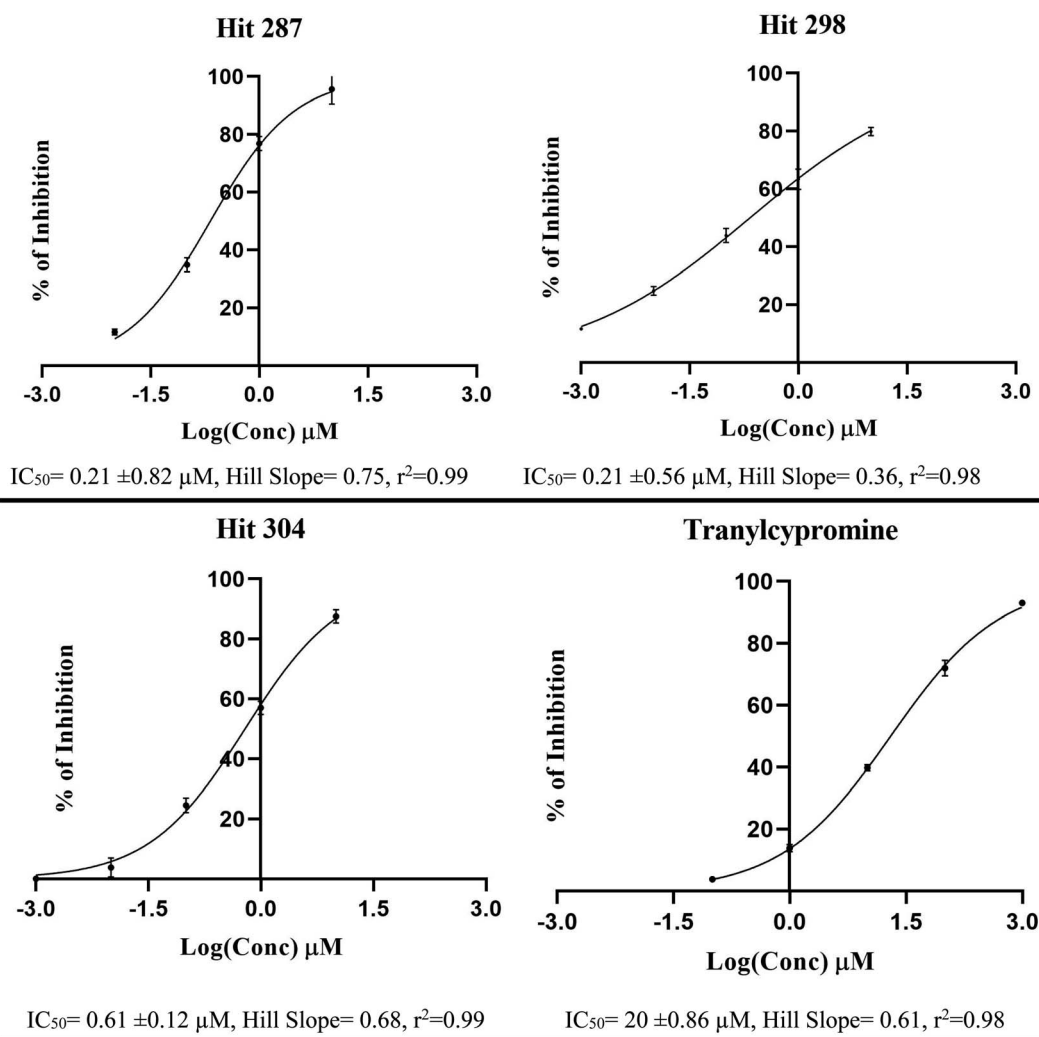 Hit 287
% of Inhibition
100
80
60
40
20
-3.0 -1.5 0.0 1.5 3.0
Log(Conc) µM
IC50= 0.21 ±0.82 µM, Hill Slope= 0.75, r2=0.99
Hit 298
% of Inhibition
100
80
60
40
20
-3.0 -1.5 0.0 1.5 3.0
Log(Conc) µM
IC50= 0.21 ±0.56 µM, Hill Slope= 0.36, r2=0.98
Hit 304
% of Inhibition
100
80
60
40
20
-3.0 -1.5 0.0 1.5 3.0
Log(Conc) µM
IC50= 0.61 ±0.12 µM, Hill Slope= 0.68, r2=0.99
Tranylcypromine
% of Inhibition
100
80
60
40
20
-3.0 -1.5 0.0 1.5 3.0
Log(Conc) µM
IC50= 20 ±0.86 µM, Hill Slope= 0.61, r2=0.98